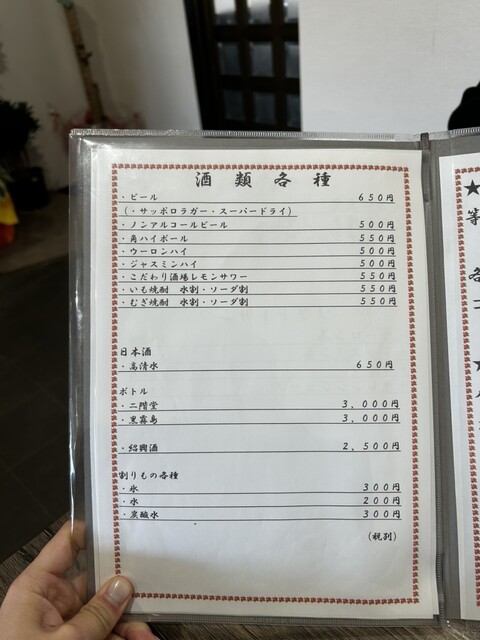 酒類各種
・ビール 650円
(・サッポロラガー・スーパードライ)
・ノンアルコールビール 500円
・角ハイボール 550円
・ウーロンハイ 500円
・ジャスミンハイ 500円
・こだわり酒場レモンサワー 550円
・いも焼酎 水割・ソーダ割 550円
・むぎ焼酎 水割・ソーダ割 550円
日本酒
・高清水 650円
ボトル
・二階堂 3,000円
・黒霧島 3,000円
・紹興酒 2,500円
割りもの各種
・氷 300円
・水 200円
・炭酸水 300円
(税別)
★